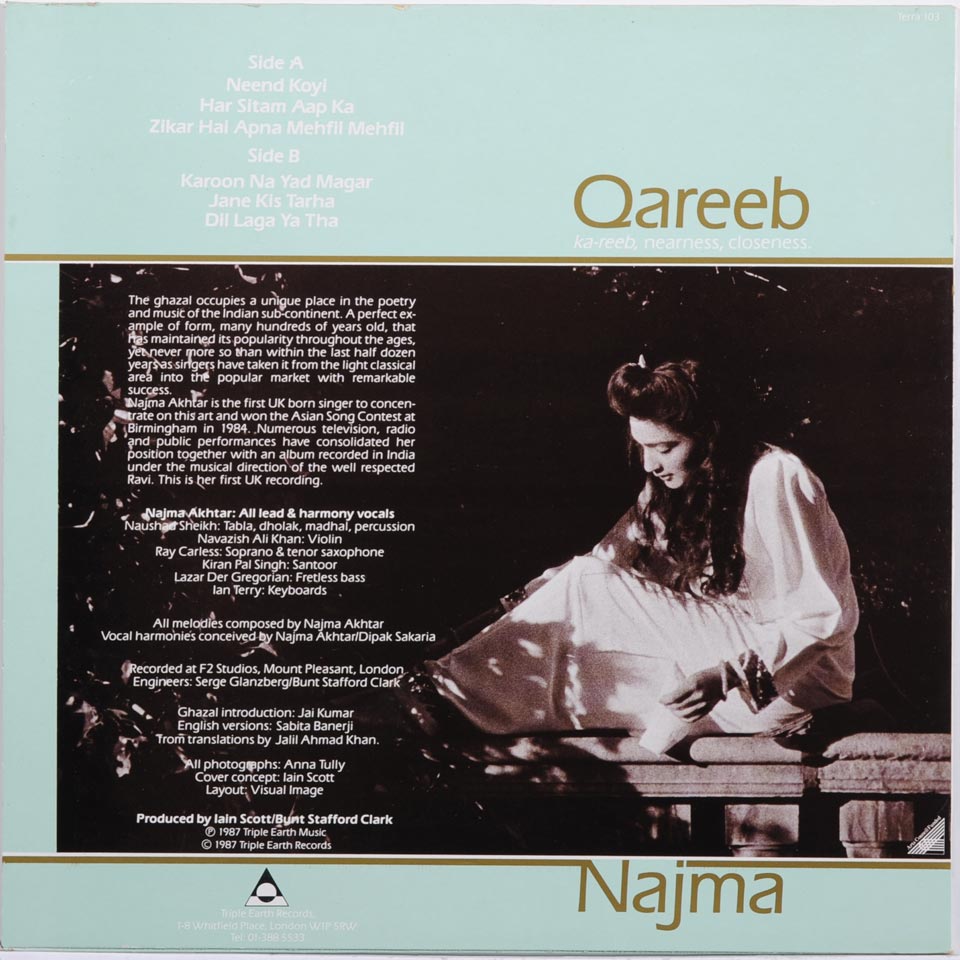 Terra 103
Side A
Neend Koyi
Har Sitam Aap Ka
Zikar Hai Apna Mehfil Mehfil
Side B
Karoon Na Yad Magar
Jane Kis Tarha
Dil Laga Ya Tha
Qareeb
ka-reeb, nearness, closeness.
The ghazal occupies a unique place in the poetry
and music of the Indian sub-continent. A perfect ex-
ample of form, many hundreds of years old, that
has maintained its popularity throughout the ages,
yet never more so than within the last half dozen
years as singers have taken it from the light classical
area into the popular market with remarkable
success.
Najma Akhtar is the first UK born singer to concen-
trate on this art and won the Asian Song Contest at
Birmingham in 1984. Numerous television, radio
and public performances have consolidated her
position together with an album recorded in India
under the musical direction of the well respected
Ravi. This is her first UK recording.
Najma Akhtar: All lead & harmony vocals
Naushad Sheikh: Tabla, dholak, madhal, percussion
Navazish Ali Khan: Violin
Ray Carless: Soprano & tenor saxophone
Kiran Pal Singh: Santoor
Lazar Der Gregorian: Fretless bass
Ian Terry: Keyboards
All melodies composed by Najma Akhtar
Vocal harmonies conceived by Najma Akhtar/Dipak Sakaria
Recorded at F2 Studios, Mount Pleasant, London
Engineers: Serge Glanzberg/Bunt Stafford Clark
Ghazal introduction: Jai Kumar
English versions: Sabita Banerji
Trom translations by Jalil Ahmad Khan.
All photographs: Anna Tully
Cover concept: Iain Scott
Layout: Visual Image
Produced by Iain Scott/Bunt Stafford Clark
℗ 1987 Triple Earth Music
© 1987 Triple Earth Records
Arts Council Funded
Najma
Triple Earth Records,
1-8 Whitfield Place, London W1P 5RW
Tel: 01-388 5533